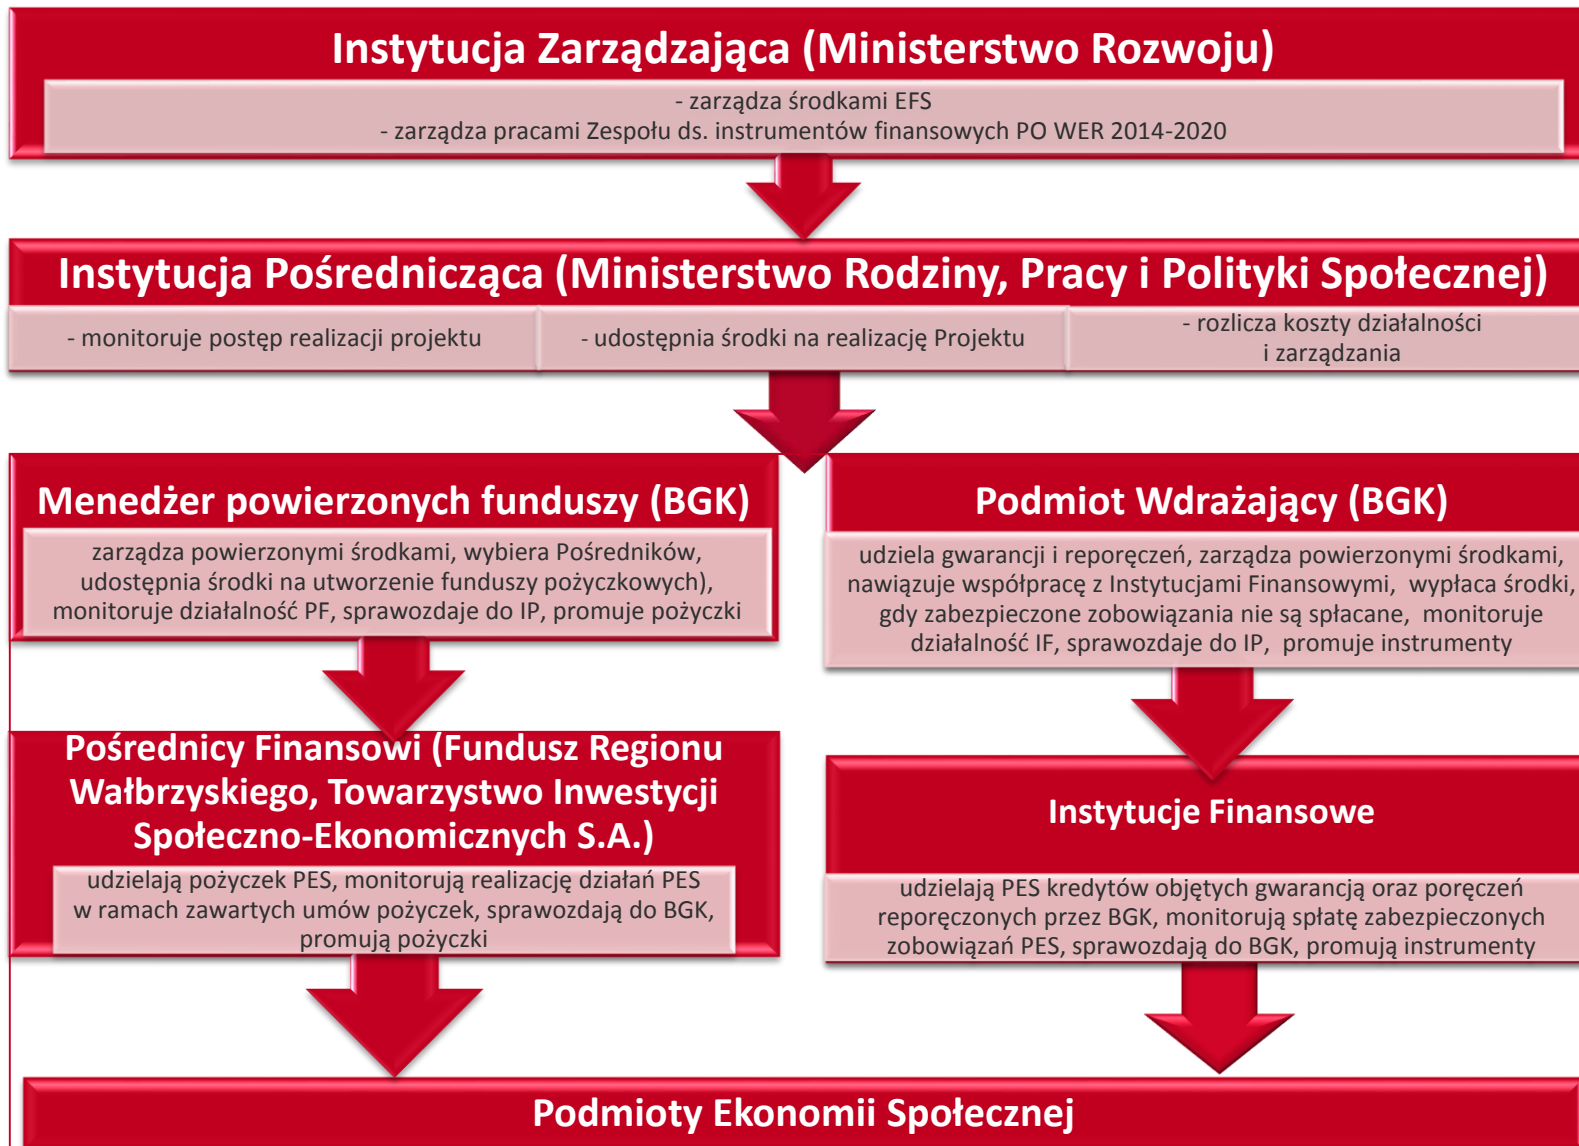 Instytucja Zarządzająca (Ministerstwo Rozwoju)
- zarządza środkami EFS
- zarządza pracami Zespołu ds. instrumentów finansowych PO WER 2014-2020
Instytucja Pośrednicząca (Ministerstwo Rodziny, Pracy i Polityki Społecznej)
- monitoruje postęp realizacji projektu
- udostępnia środki na realizację Projektu
- rozlicza koszty działalności
i zarządzania
Menedżer powierzonych funduszy (BGK)
zarządza powierzonymi środkami, wybiera Pośredników,
udostępnia środki na utworzenie funduszy pożyczkowych),
monitoruje działalność PF, sprawozdaje do IP, promuje pożyczki
Podmiot Wdrażający (BGK)
udziela gwarancji i reporęczeń, zarządza powierzonymi środkami,
nawiązuje współpracę z Instytucjami Finansowymi, wypłaca środki,
gdy zabezpieczone zobowiązania nie są spłacane, monitoruje
działalność IF, sprawozdaje do IP, promuje instrumenty
Pośrednicy Finansowi (Fundusz Regionu
Wałbrzyskiego, Towarzystwo Inwestycji
Społeczno-Ekonomicznych S.A.)
udzielają pożyczek PES, monitorują realizację działań PES
w ramach zawartych umów pożyczek, sprawozdają do BGK,
promują pożyczki
Instytucje Finansowe
udzielają PES kredytów objętych gwarancją oraz poręczeń
reporęczonych przez BGK, monitorują spłatę zabezpieczonych
zobowiązań PES, sprawozdają do BGK, promują instrumenty
Podmioty Ekonomii Społecznej